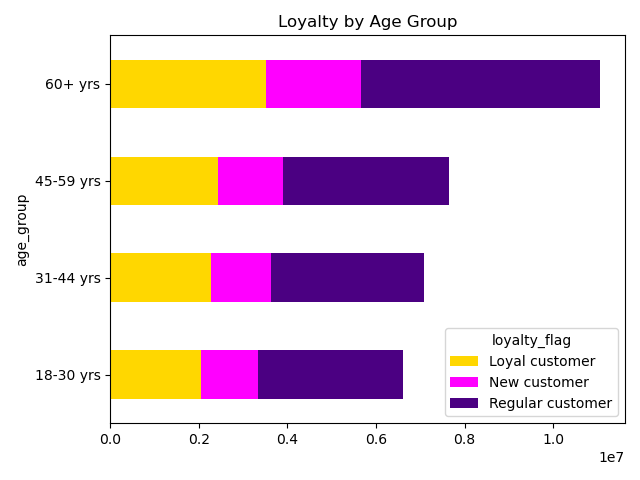 Loyalty by Age Group
age_group
60+ yrs
45-59 yrs
31-44 yrs
18-30 yrs
loyalty_flag
Loyal customer
New customer
Regular customer
0.0 0.2 0.4 0.6 0.8 1.0
1e7